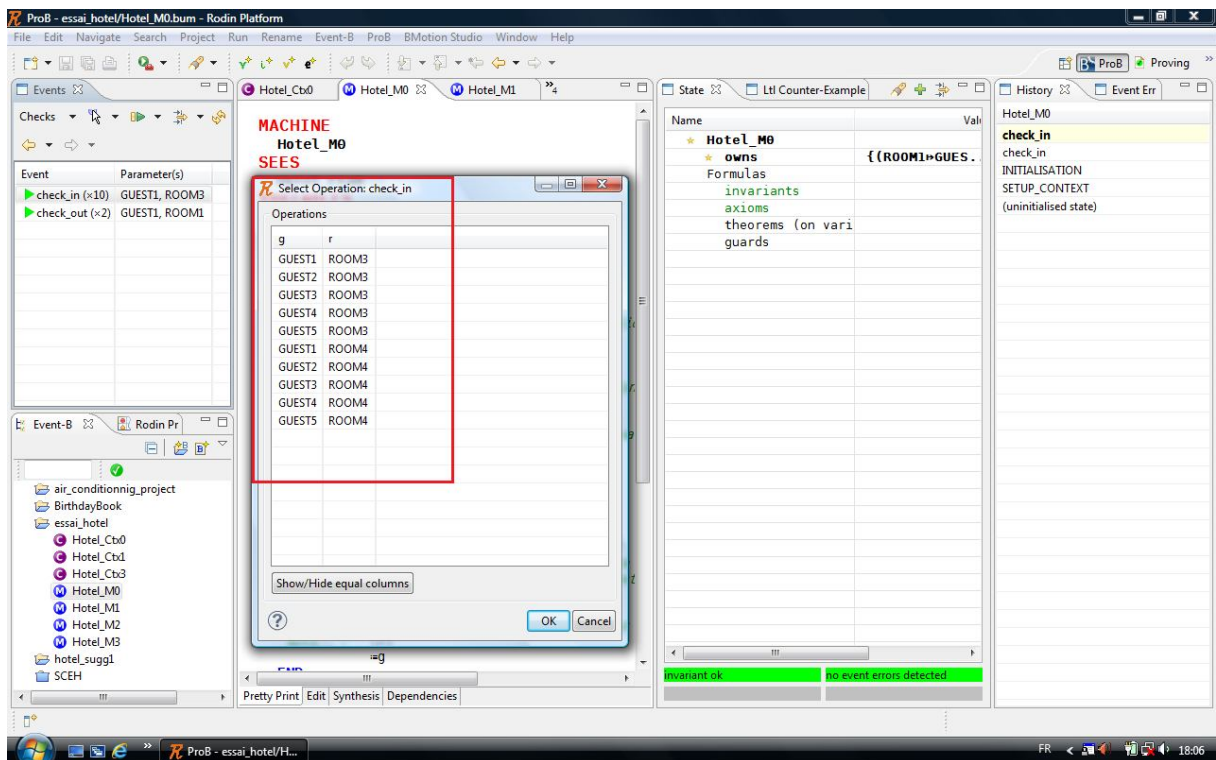 ProB - essai_hotel/Hotel_M0.bum - Rodin Platform
File Edit Navigate Search Project Run Rename Event-B ProB BMotion Studio Window Help
ProB Proving »
Events
Checks
Event Parameter(s)
check_in (×10) GUEST1, ROOM3
check_out (×2) GUEST1, ROOM1
Event-B Rodin Pr
air_conditionnig_project
BirthdayBook
essai_hotel
Hotel_Ctx0
Hotel_Ctx1
Hotel_Ctx3
Hotel_M0
Hotel_M1
Hotel_M2
Hotel_M3
hotel_sugg1
SCEH
Hotel_Ctx0 Hotel_M0 Hotel_M1 »4
MACHINE
Hotel_M0
SEES
Select Operation: check_in
Operations
g r
GUEST1 ROOM3
GUEST2 ROOM3
GUEST3 ROOM3
GUEST4 ROOM3
GUEST5 ROOM3
GUEST1 ROOM4
GUEST2 ROOM4
GUEST3 ROOM4
GUEST4 ROOM4
GUEST5 ROOM4
Show/Hide equal columns
? OK Cancel
≔g
END
Pretty Print Edit Synthesis Dependencies
State Ltl Counter-Example
Name Valu
Hotel_M0
owns {(ROOM1↦GUES..
Formulas
invariants
axioms
theorems (on vari
guards
invariant ok no event errors detected
History Event Err
Hotel_M0
check_in
check_in
INITIALISATION
SETUP_CONTEXT
(uninitialised state)
» ProB - essai_hotel/H... FR < 18:06